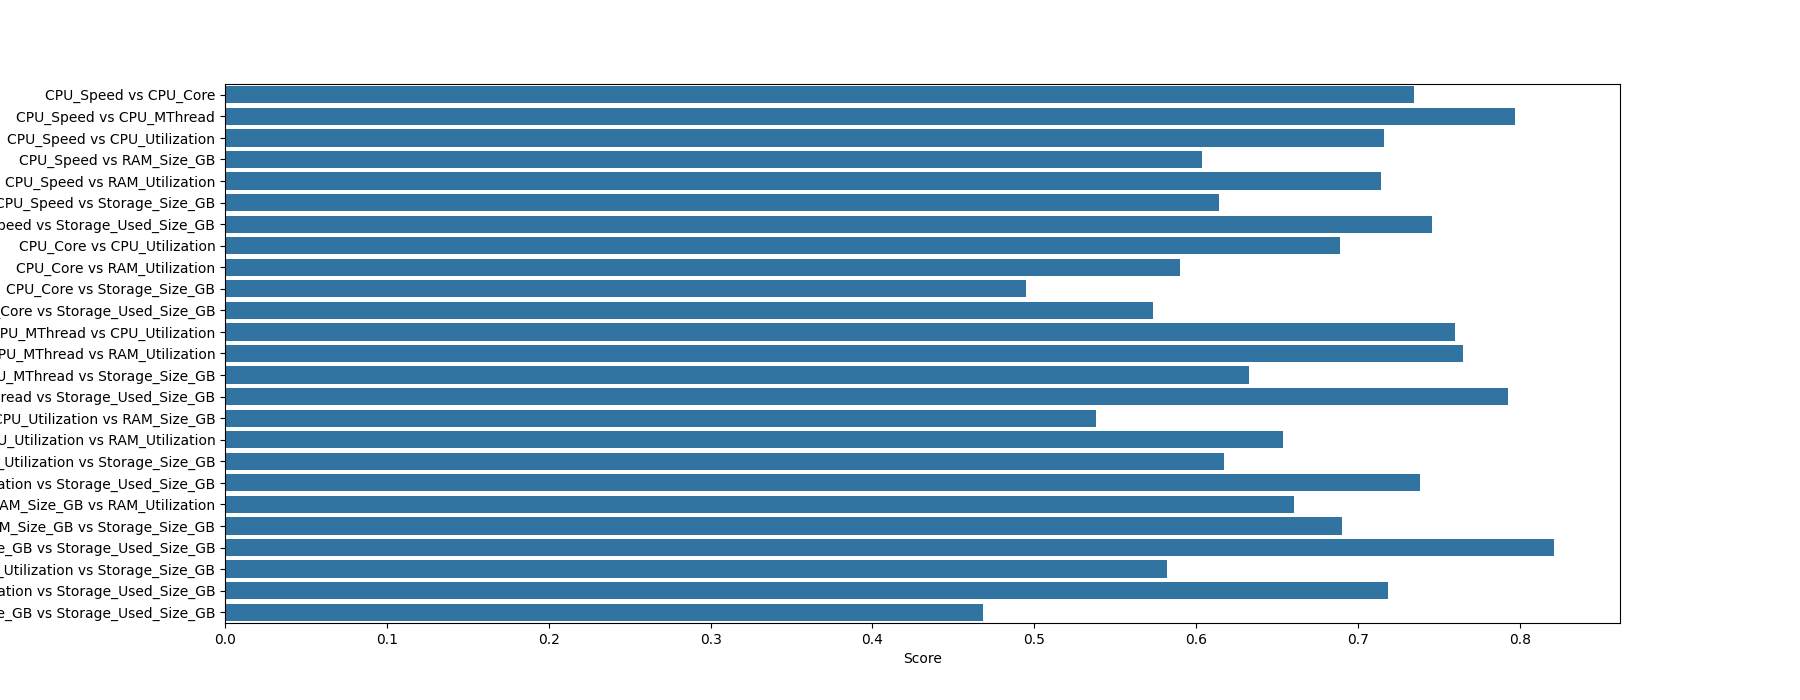 CPU_Speed vs CPU_Core
CPU_Speed vs CPU_MThread
CPU_Speed vs CPU_Utilization
CPU_Speed vs RAM_Size_GB
CPU_Speed vs RAM_Utilization
CPU_Speed vs Storage_Size_GB
peed vs Storage_Used_Size_GB
CPU_Core vs CPU_Utilization
CPU_Core vs RAM_Utilization
CPU_Core vs Storage_Size_GB
_Core vs Storage_Used_Size_GB
PU_MThread vs CPU_Utilization
PU_MThread vs RAM_Utilization
U_MThread vs Storage_Size_GB
read vs Storage_Used_Size_GB
CPU_Utilization vs RAM_Size_GB
U_Utilization vs RAM_Utilization
_Utilization vs Storage_Size_GB
ation vs Storage_Used_Size_GB
AM_Size_GB vs RAM_Utilization
M_Size_GB vs Storage_Size_GB
e_GB vs Storage_Used_Size_GB
_Utilization vs Storage_Size_GB
ation vs Storage_Used_Size_GB
e_GB vs Storage_Used_Size_GB
0.0 0.1 0.2 0.3 0.4 0.5 0.6 0.7 0.8
Score